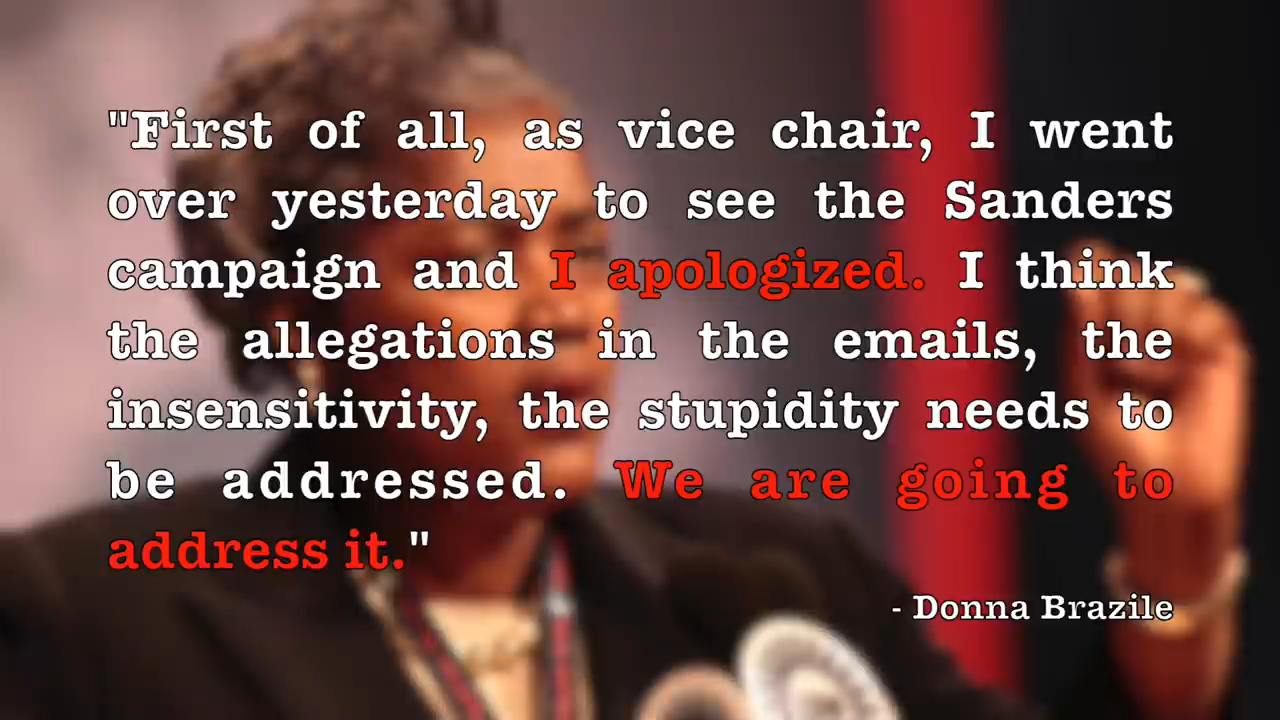 "First of all, as vice chair, I went
over yesterday to see the Sanders
campaign and I apologized. I think
the allegations in the emails, the
insensitivity, the stupidity needs to
be addressed. We are going to
address it."
- Donna Brazile